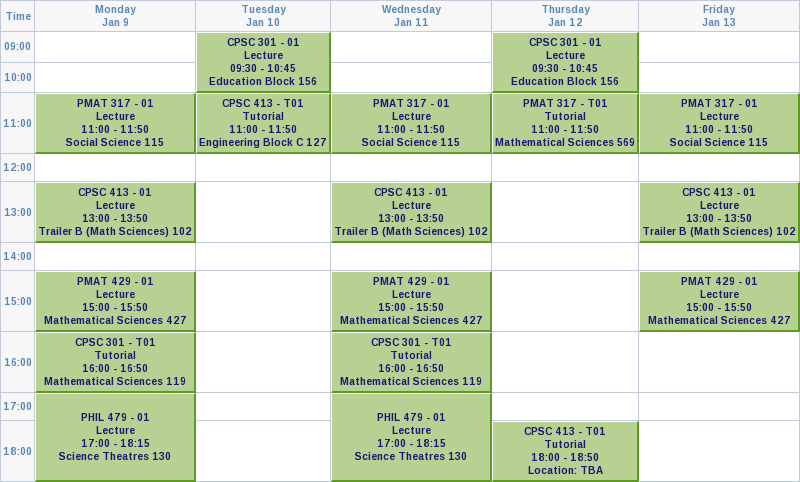 Time
Monday
Jan 9
Tuesday
Jan 10
Wednesday
Jan 11
Thursday
Jan 12
Friday
Jan 13
09:00
CPSC 301 - 01
Lecture
09:30 - 10:45
Education Block 156
CPSC 301 - 01
Lecture
09:30 - 10:45
Education Block 156
10:00
11:00
PMAT 317 - 01
Lecture
11:00 - 11:50
Social Science 115
CPSC 413 - T01
Tutorial
11:00 - 11:50
Engineering Block C 127
PMAT 317 - 01
Lecture
11:00 - 11:50
Social Science 115
PMAT 317 - T01
Tutorial
11:00 - 11:50
Mathematical Sciences 569
PMAT 317 - 01
Lecture
11:00 - 11:50
Social Science 115
12:00
13:00
CPSC 413 - 01
Lecture
13:00 - 13:50
Trailer B (Math Sciences) 102
CPSC 413 - 01
Lecture
13:00 - 13:50
Trailer B (Math Sciences) 102
CPSC 413 - 01
Lecture
13:00 - 13:50
Trailer B (Math Sciences) 102
14:00
15:00
PMAT 429 - 01
Lecture
15:00 - 15:50
Mathematical Sciences 427
PMAT 429 - 01
Lecture
15:00 - 15:50
Mathematical Sciences 427
PMAT 429 - 01
Lecture
15:00 - 15:50
Mathematical Sciences 427
16:00
CPSC 301 - T01
Tutorial
16:00 - 16:50
Mathematical Sciences 119
CPSC 301 - T01
Tutorial
16:00 - 16:50
Mathematical Sciences 119
17:00
PHIL 479 - 01
Lecture
17:00 - 18:15
Science Theatres 130
PHIL 479 - 01
Lecture
17:00 - 18:15
Science Theatres 130
18:00
CPSC 413 - T01
Tutorial
18:00 - 18:50
Location: TBA